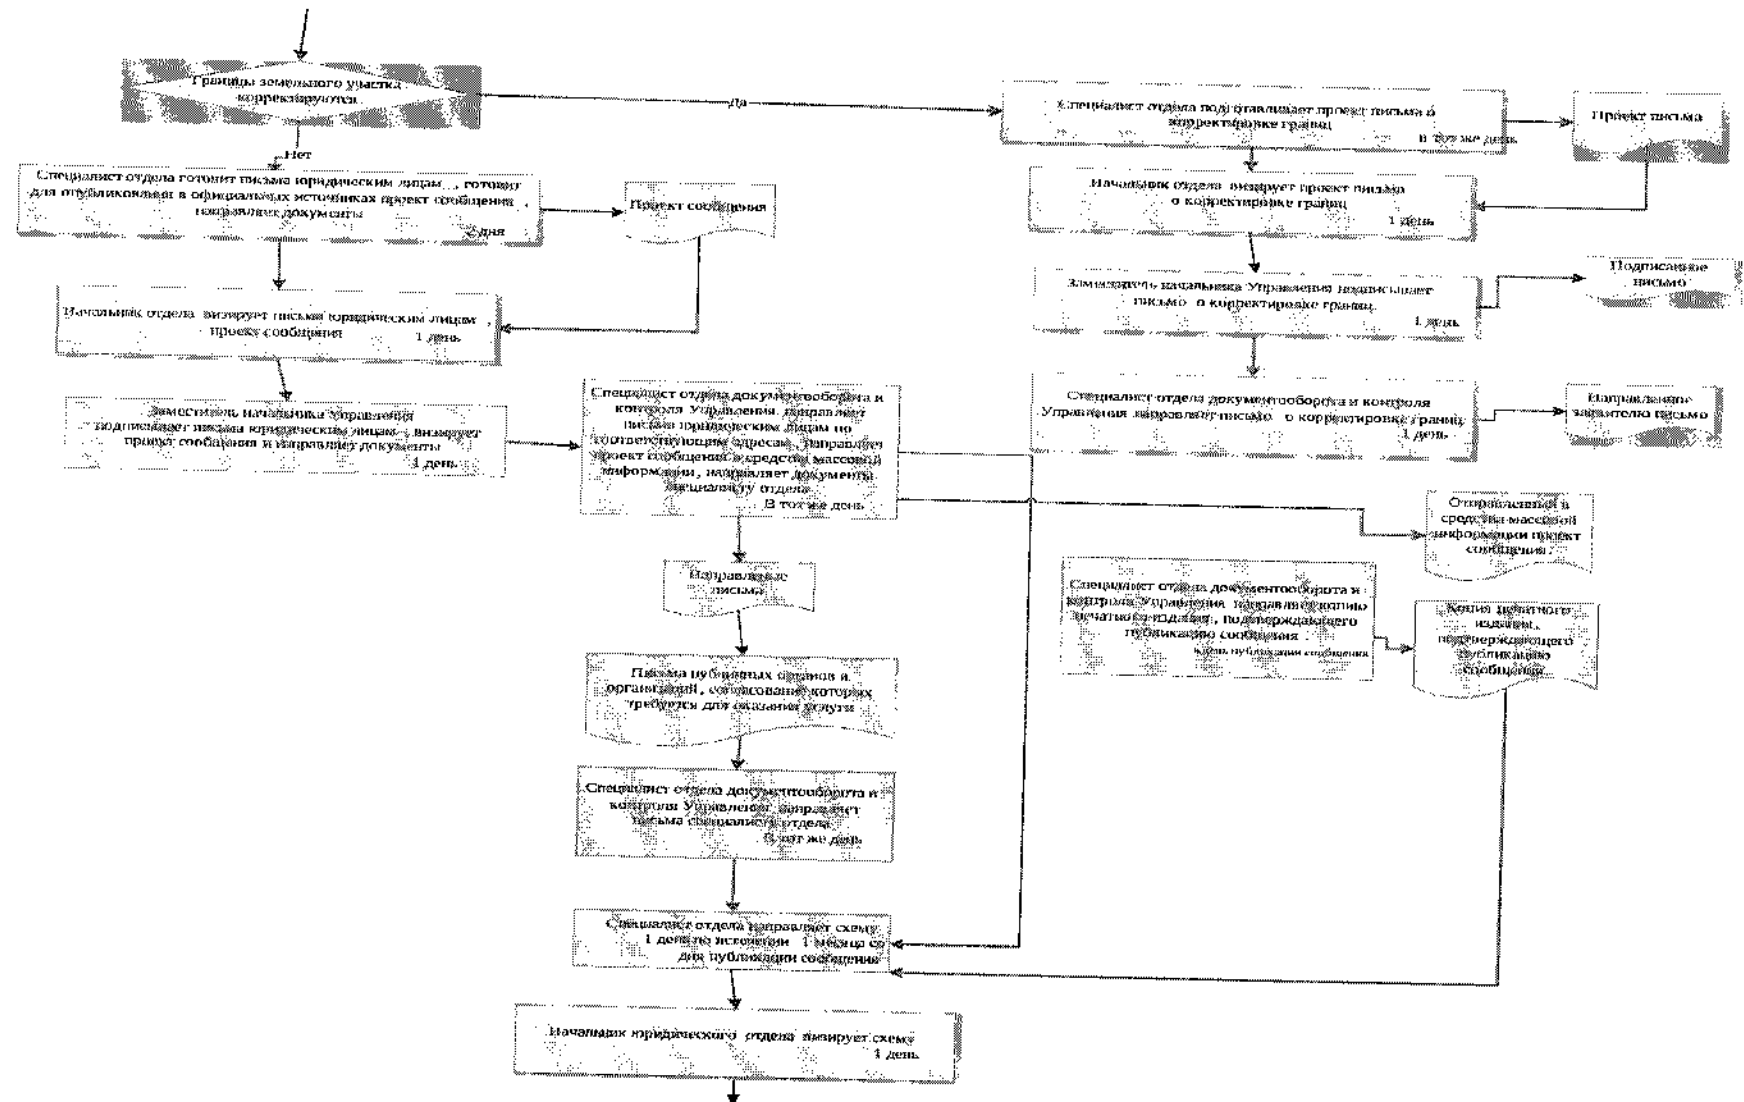 Границы земельного участка
корректируются
Да
Нет
Специалист отдела готовит письма юридическим лицам , готовит
для опубликования в официальных источниках проект сообщения ,
направляет документы
2 дня
Проект сообщения
Начальник отдела визирует письма юридическим лицам ,
проект сообщения 1 день
Заместитель начальника Управления
подписывает письма юридическим лицам , визирует
проект сообщения и направляет документы
1 день
Специалист отдела документооборота и
контроля Управления направляет
письма юридическим лицам по
соответствующим адресам , направляет
проект сообщения в средства массовой
информации , направляет документы
специалисту отдела
В тот же день
Направленные
письма
Письма публичных органов и
организаций, согласование которых
требуется для оказания услуги
Специалист отдела документооборота и
контроля Управления направляет
письма специалисту отдела
В тот же день
Специалист отдела направляет схему
1 день по истечении 1 месяца со
дня публикации сообщения
Начальник юридического отдела визирует схему
1 день
Специалист отдела подготавливает проект письма о
корректировке границ
в тот же день
Проект письма
Начальник отдела визирует проект письма
о корректировке границ
1 день
Заместитель начальника Управления подписывает
письмо о корректировке границ
1 день
Подписанное
письмо
Специалист отдела документооборота и контроля
Управления направляет письмо о корректировке границ
1 день
Направленное
заявителю письмо
Отправленный в
средства массовой
информации проект
сообщения
Специалист отдела документооборота и
контроля Управления направляет копию
печатного издания , подтверждающего
публикацию сообщения
день публикации сообщения
Копия печатного
издания,
подтверждающего
публикацию
сообщения